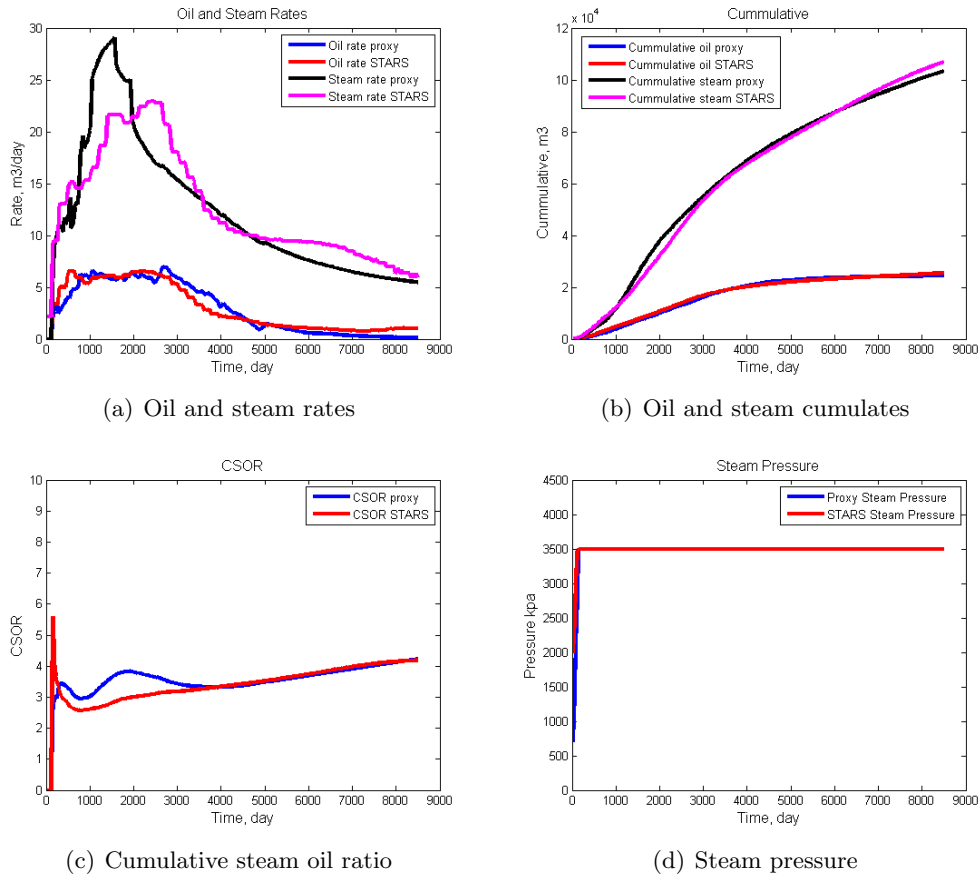 Oil and Steam Rates
30
25
20
15
10
5
0
Rate, m3/day
Oil rate proxy
Oil rate STARS
Steam rate proxy
Steam rate STARS
0 1000 2000 3000 4000 5000 6000 7000 8000 9000
Time, day
(a) Oil and steam rates
Cummulative
x 10^4
12
10
8
6
4
2
0
Cummulative, m3
Cummulative oil proxy
Cummulative oil STARS
Cummulative steam proxy
Cummulative steam STARS
0 1000 2000 3000 4000 5000 6000 7000 8000 9000
Time, day
(b) Oil and steam cumulates
CSOR
10
9
8
7
6
5
4
3
2
1
0
CSOR
CSOR proxy
CSOR STARS
0 1000 2000 3000 4000 5000 6000 7000 8000 9000
Time, day
(c) Cumulative steam oil ratio
Steam Pressure
4500
4000
3500
3000
2500
2000
1500
1000
500
0
Pressure kpa
Proxy Steam Pressure
STARS Steam Pressure
0 1000 2000 3000 4000 5000 6000 7000 8000 9000
Time, day
(d) Steam pressure